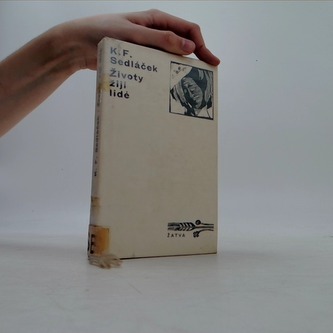 K. F.
Sedláček
Životy
žijí
lidé
ŽATVA